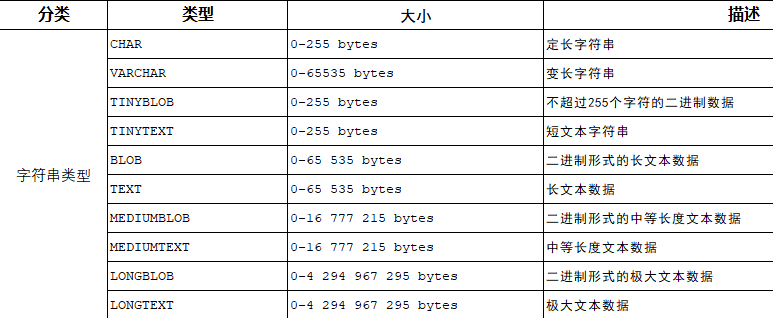 分类 类型 大小 描述
CHAR 0-255 bytes 定长字符串
VARCHAR 0-65535 bytes 变长字符串
TINYBLOB 0-255 bytes 不超过255个字符的二进制数据
TINYTEXT 0-255 bytes 短文本字符串
BLOB 0-65 535 bytes 二进制形式的长文本数据
字符串类型
TEXT 0-65 535 bytes 长文本数据
MEDIUMBLOB 0-16 777 215 bytes 二进制形式的中等长度文本数据
MEDIUMTEXT 0-16 777 215 bytes 中等长度文本数据
LONGBLOB 0-4 294 967 295 bytes 二进制形式的极大文本数据
LONGTEXT 0-4 294 967 295 bytes 极大文本数据